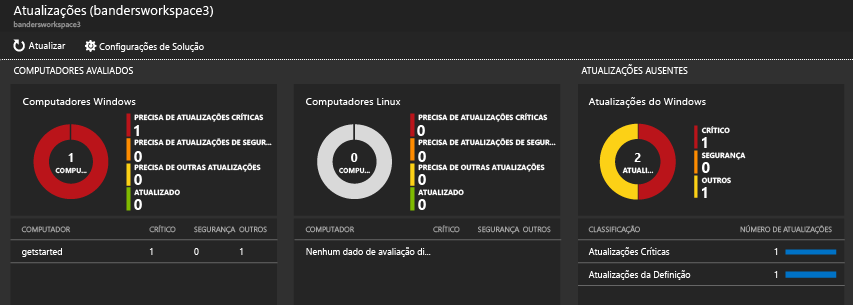 Atualizações (bandersworkspace3)
bandersworkspace3
Atualizar Configurações de Solução
COMPUTADORES AVALIADOS
Computadores Windows
1
COMPU...
PRECISA DE ATUALIZAÇÕES CRÍTICAS
1
PRECISA DE ATUALIZAÇÕES DE SEGUR...
0
PRECISA DE OUTRAS ATUALIZAÇÕES
0
ATUALIZADO
0
COMPUTADOR CRÍTICO SEGURANÇA OUTROS
getstarted 1 0 1
Computadores Linux
0
COMPU...
PRECISA DE ATUALIZAÇÕES CRÍTICAS
0
PRECISA DE ATUALIZAÇÕES DE SEGUR...
0
PRECISA DE OUTRAS ATUALIZAÇÕES
0
ATUALIZADO
0
COMPUTADOR CRÍTICO SEGURANÇA OUTROS
Nenhum dado de avaliação di...
ATUALIZAÇÕES AUSENTES
Atualizações do Windows
2
ATUALI...
CRÍTICO
1
SEGURANÇA
0
OUTROS
1
CLASSIFICAÇÃO NÚMERO DE ATUALIZAÇÕES
Atualizações Críticas 1
Atualizações da Definição 1